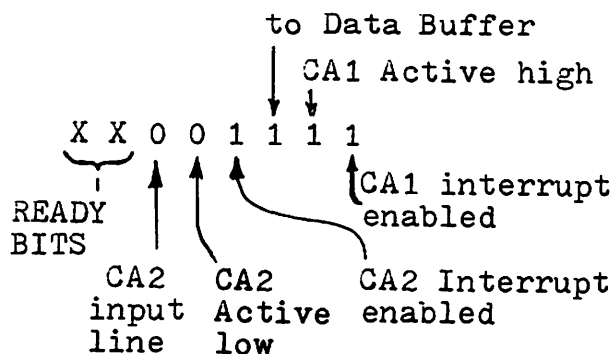 to Data Buffer
CA1 Active high
X X 0 0 1 1 1 1
READY
BITS
CA1 interrupt
enabled
CA2
input
line
CA2
Active
low
CA2 Interrupt
enabled